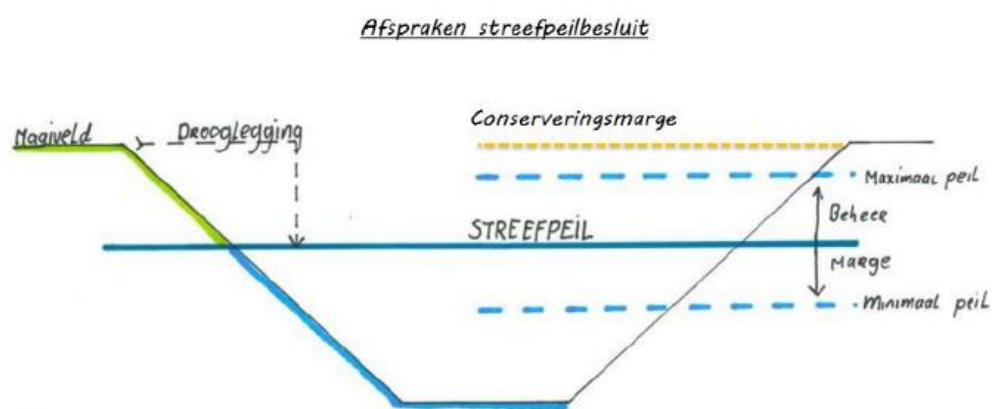 Afspraken streefpeilbesluit
Conserveringsmarge
Maaiveld
Drooglegging
Maximaal peil
Beheer
STREEFPEIL
Marge
Minimaal peil